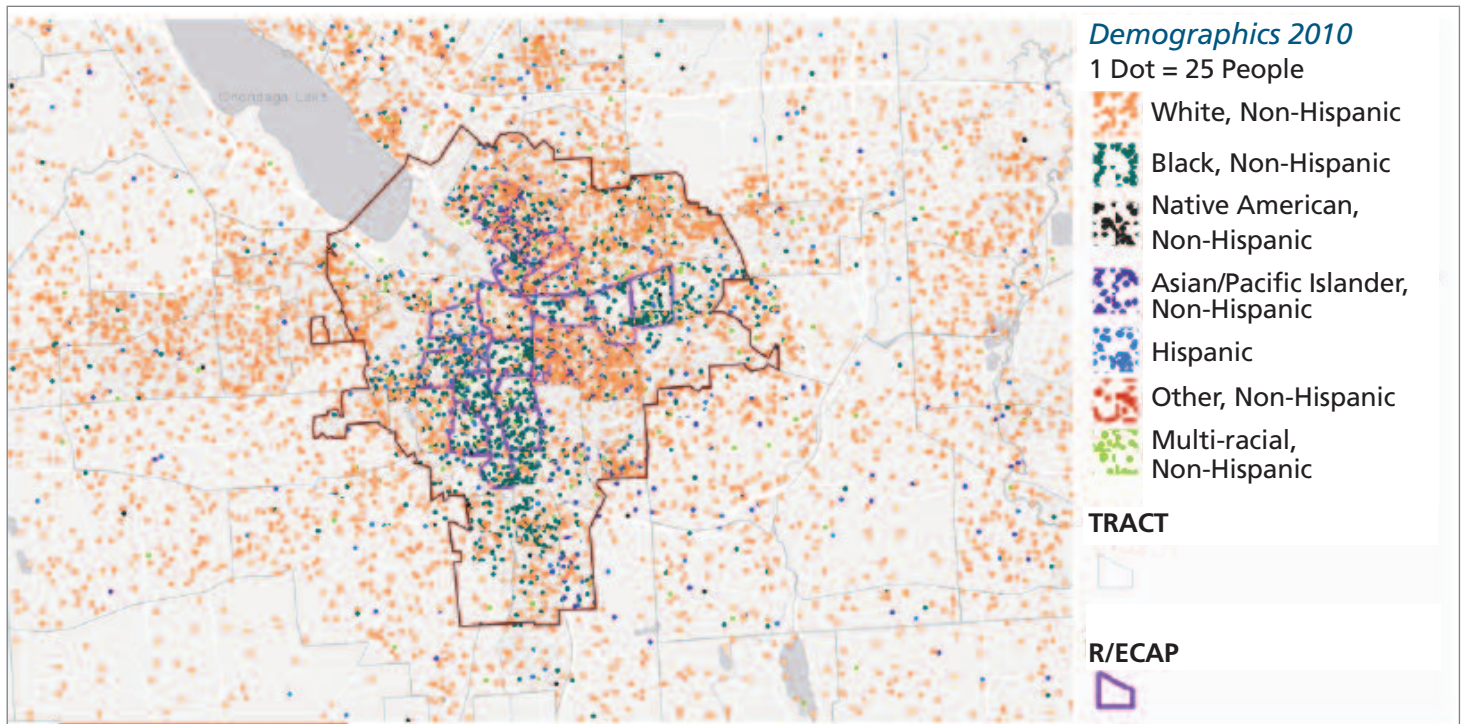 Onondaga Lake
Demographics 2010
1 Dot = 25 People
White, Non-Hispanic
Black, Non-Hispanic
Native American,
Non-Hispanic
Asian/Pacific Islander,
Non-Hispanic
Hispanic
Other, Non-Hispanic
Multi-racial,
Non-Hispanic
TRACT
R/ECAP